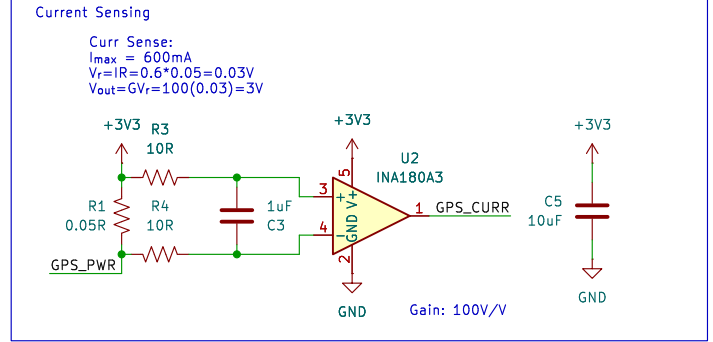 Current Sensing
Curr Sense:
Imax = 600mA
Vr=IR=0.6*0.05=0.03V
Vout=GVr=100(0.03)=3V
+3V3
R3
10R
+3V3
U2
INA180A3
+3V3
R1
0.05R
R4
10R
1uF
C3
3
+
4
-
5
V+
GND
2
1
GPS_CURR
C5
10uF
GPS_PWR
GND
Gain: 100V/V
GND